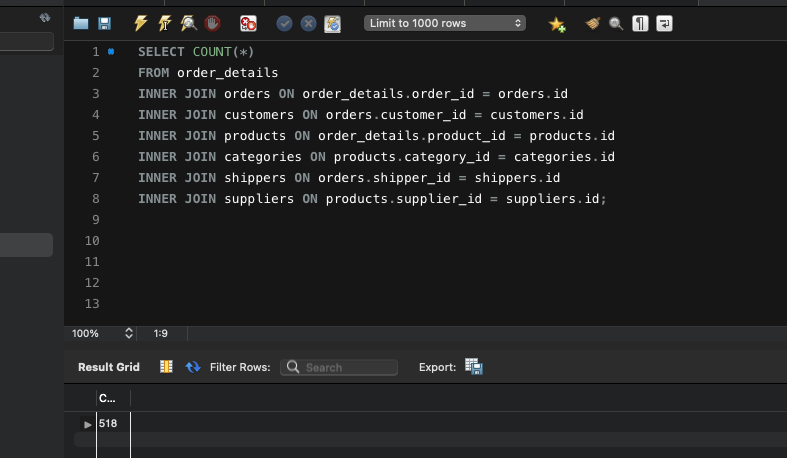 Limit to 1000 rows
1 SELECT COUNT(*)
2 FROM order_details
3 INNER JOIN orders ON order_details.order_id = orders.id
4 INNER JOIN customers ON orders.customer_id = customers.id
5 INNER JOIN products ON order_details.product_id = products.id
6 INNER JOIN categories ON products.category_id = categories.id
7 INNER JOIN shippers ON orders.shipper_id = shippers.id
8 INNER JOIN suppliers ON products.supplier_id = suppliers.id;
9
10
11
12
13
100% 1:9
Result Grid Filter Rows: Search Export:
C...
518